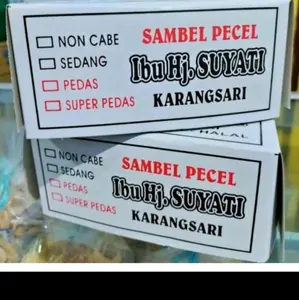 NON CABE
SEDANG
PEDAS
SUPER PEDAS
SAMBEL PECEL
Ibu Hj. SUYATI
KARANGSARI
HALAL
NON CABE
SEDANG
PEDAS
SUPER PEDAS
SAMBEL PECEL
Ibu Hj. SUYATI
KARANGSARI